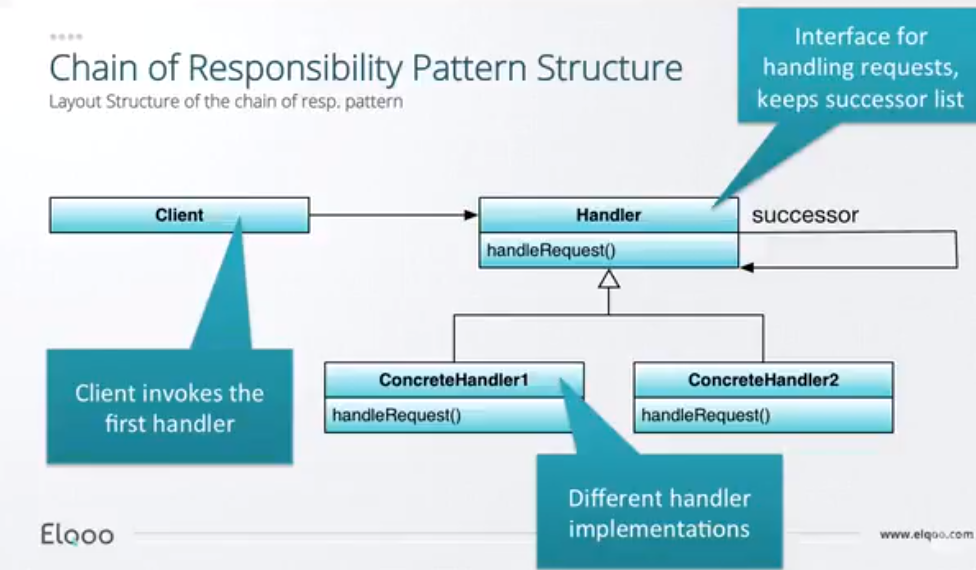 Chain of Responsibility Pattern Structure
Layout Structure of the chain of resp. pattern
Interface for
handling requests,
keeps successor list
Client
Handler
successor
handleRequest()
ConcreteHandler1
handleRequest()
ConcreteHandler2
handleRequest()
Client invokes the
first handler
Different handler
implementations
Elqoo
www.elqoo.com